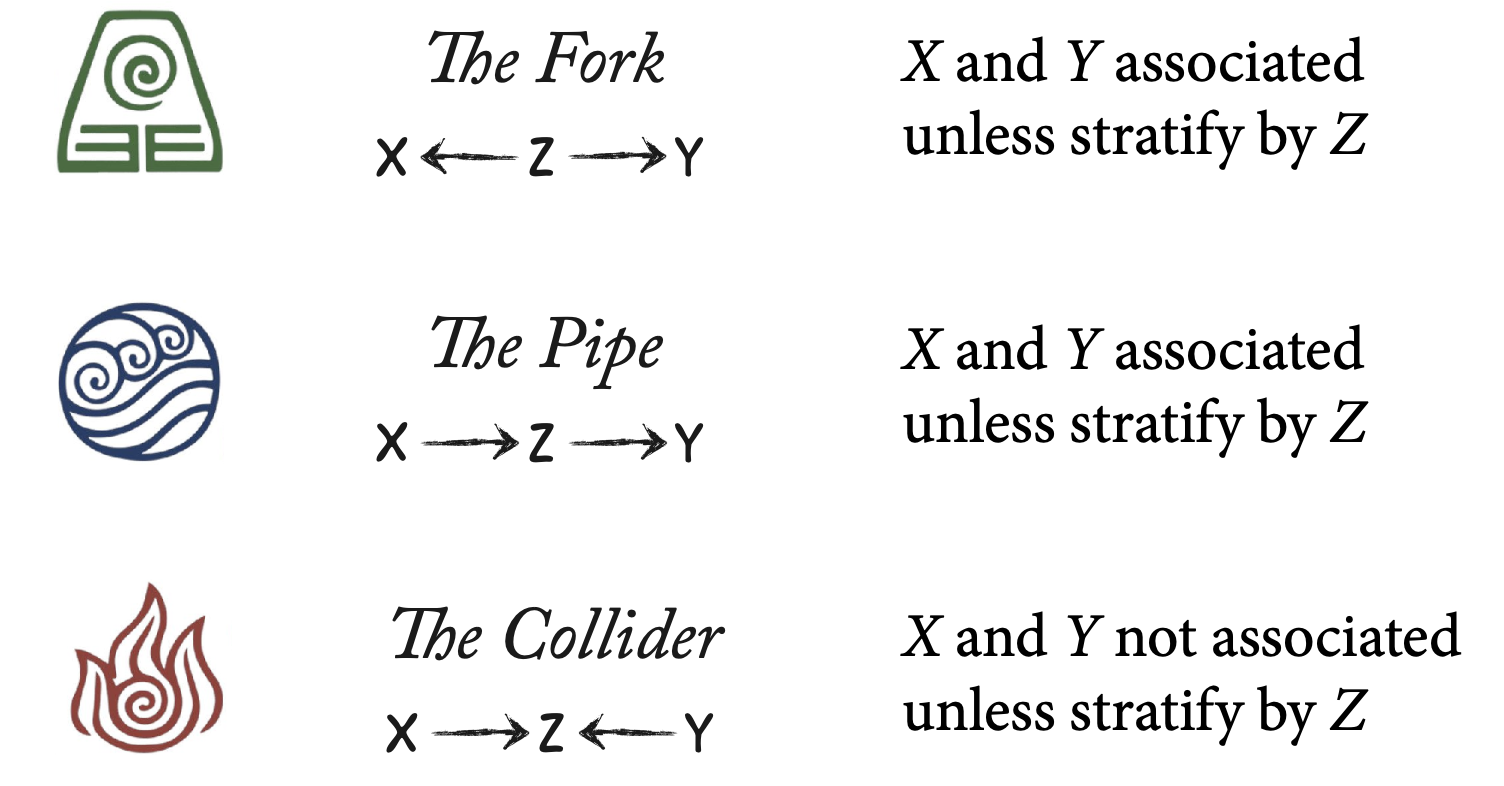 The Fork
X ← Z → Y
X and Y associated
unless stratify by Z
The Pipe
X → Z → Y
X and Y associated
unless stratify by Z
The Collider
X → Z ← Y
X and Y not associated
unless stratify by Z